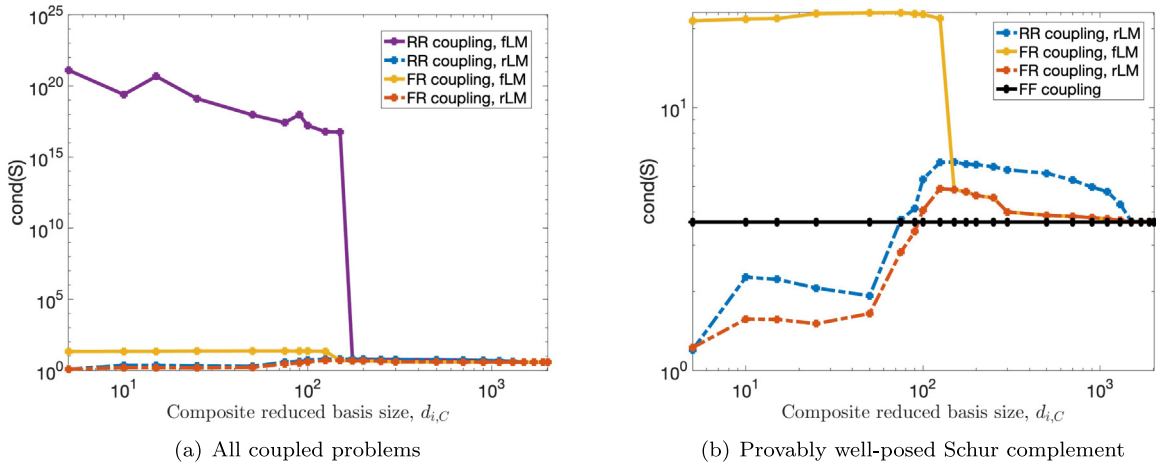 10^25
10^20
10^15
10^10
10^5
10^0
cond(S)
RR coupling, fLM
RR coupling, rLM
FR coupling, fLM
FR coupling, rLM
10^1
10^2
10^3
Composite reduced basis size, d_{i,C}
(a) All coupled problems
10^1
10^0
cond(S)
RR coupling, rLM
FR coupling, fLM
FR coupling, rLM
FF coupling
10^1
10^2
10^3
Composite reduced basis size, d_{i,C}
(b) Provably well-posed Schur complement